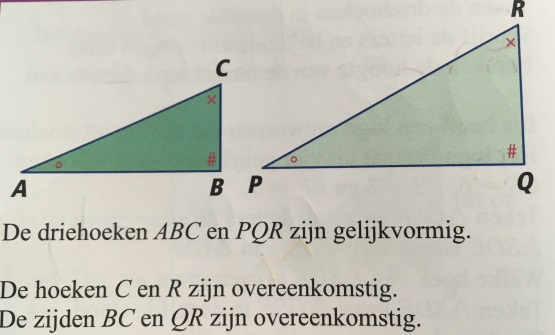 R
C
× ×
° # ° #
A B P Q
De driehoeken ABC en PQR zijn gelijkvormig.
De hoeken C en R zijn overeenkomstig.
De zijden BC en QR zijn overeenkomstig.